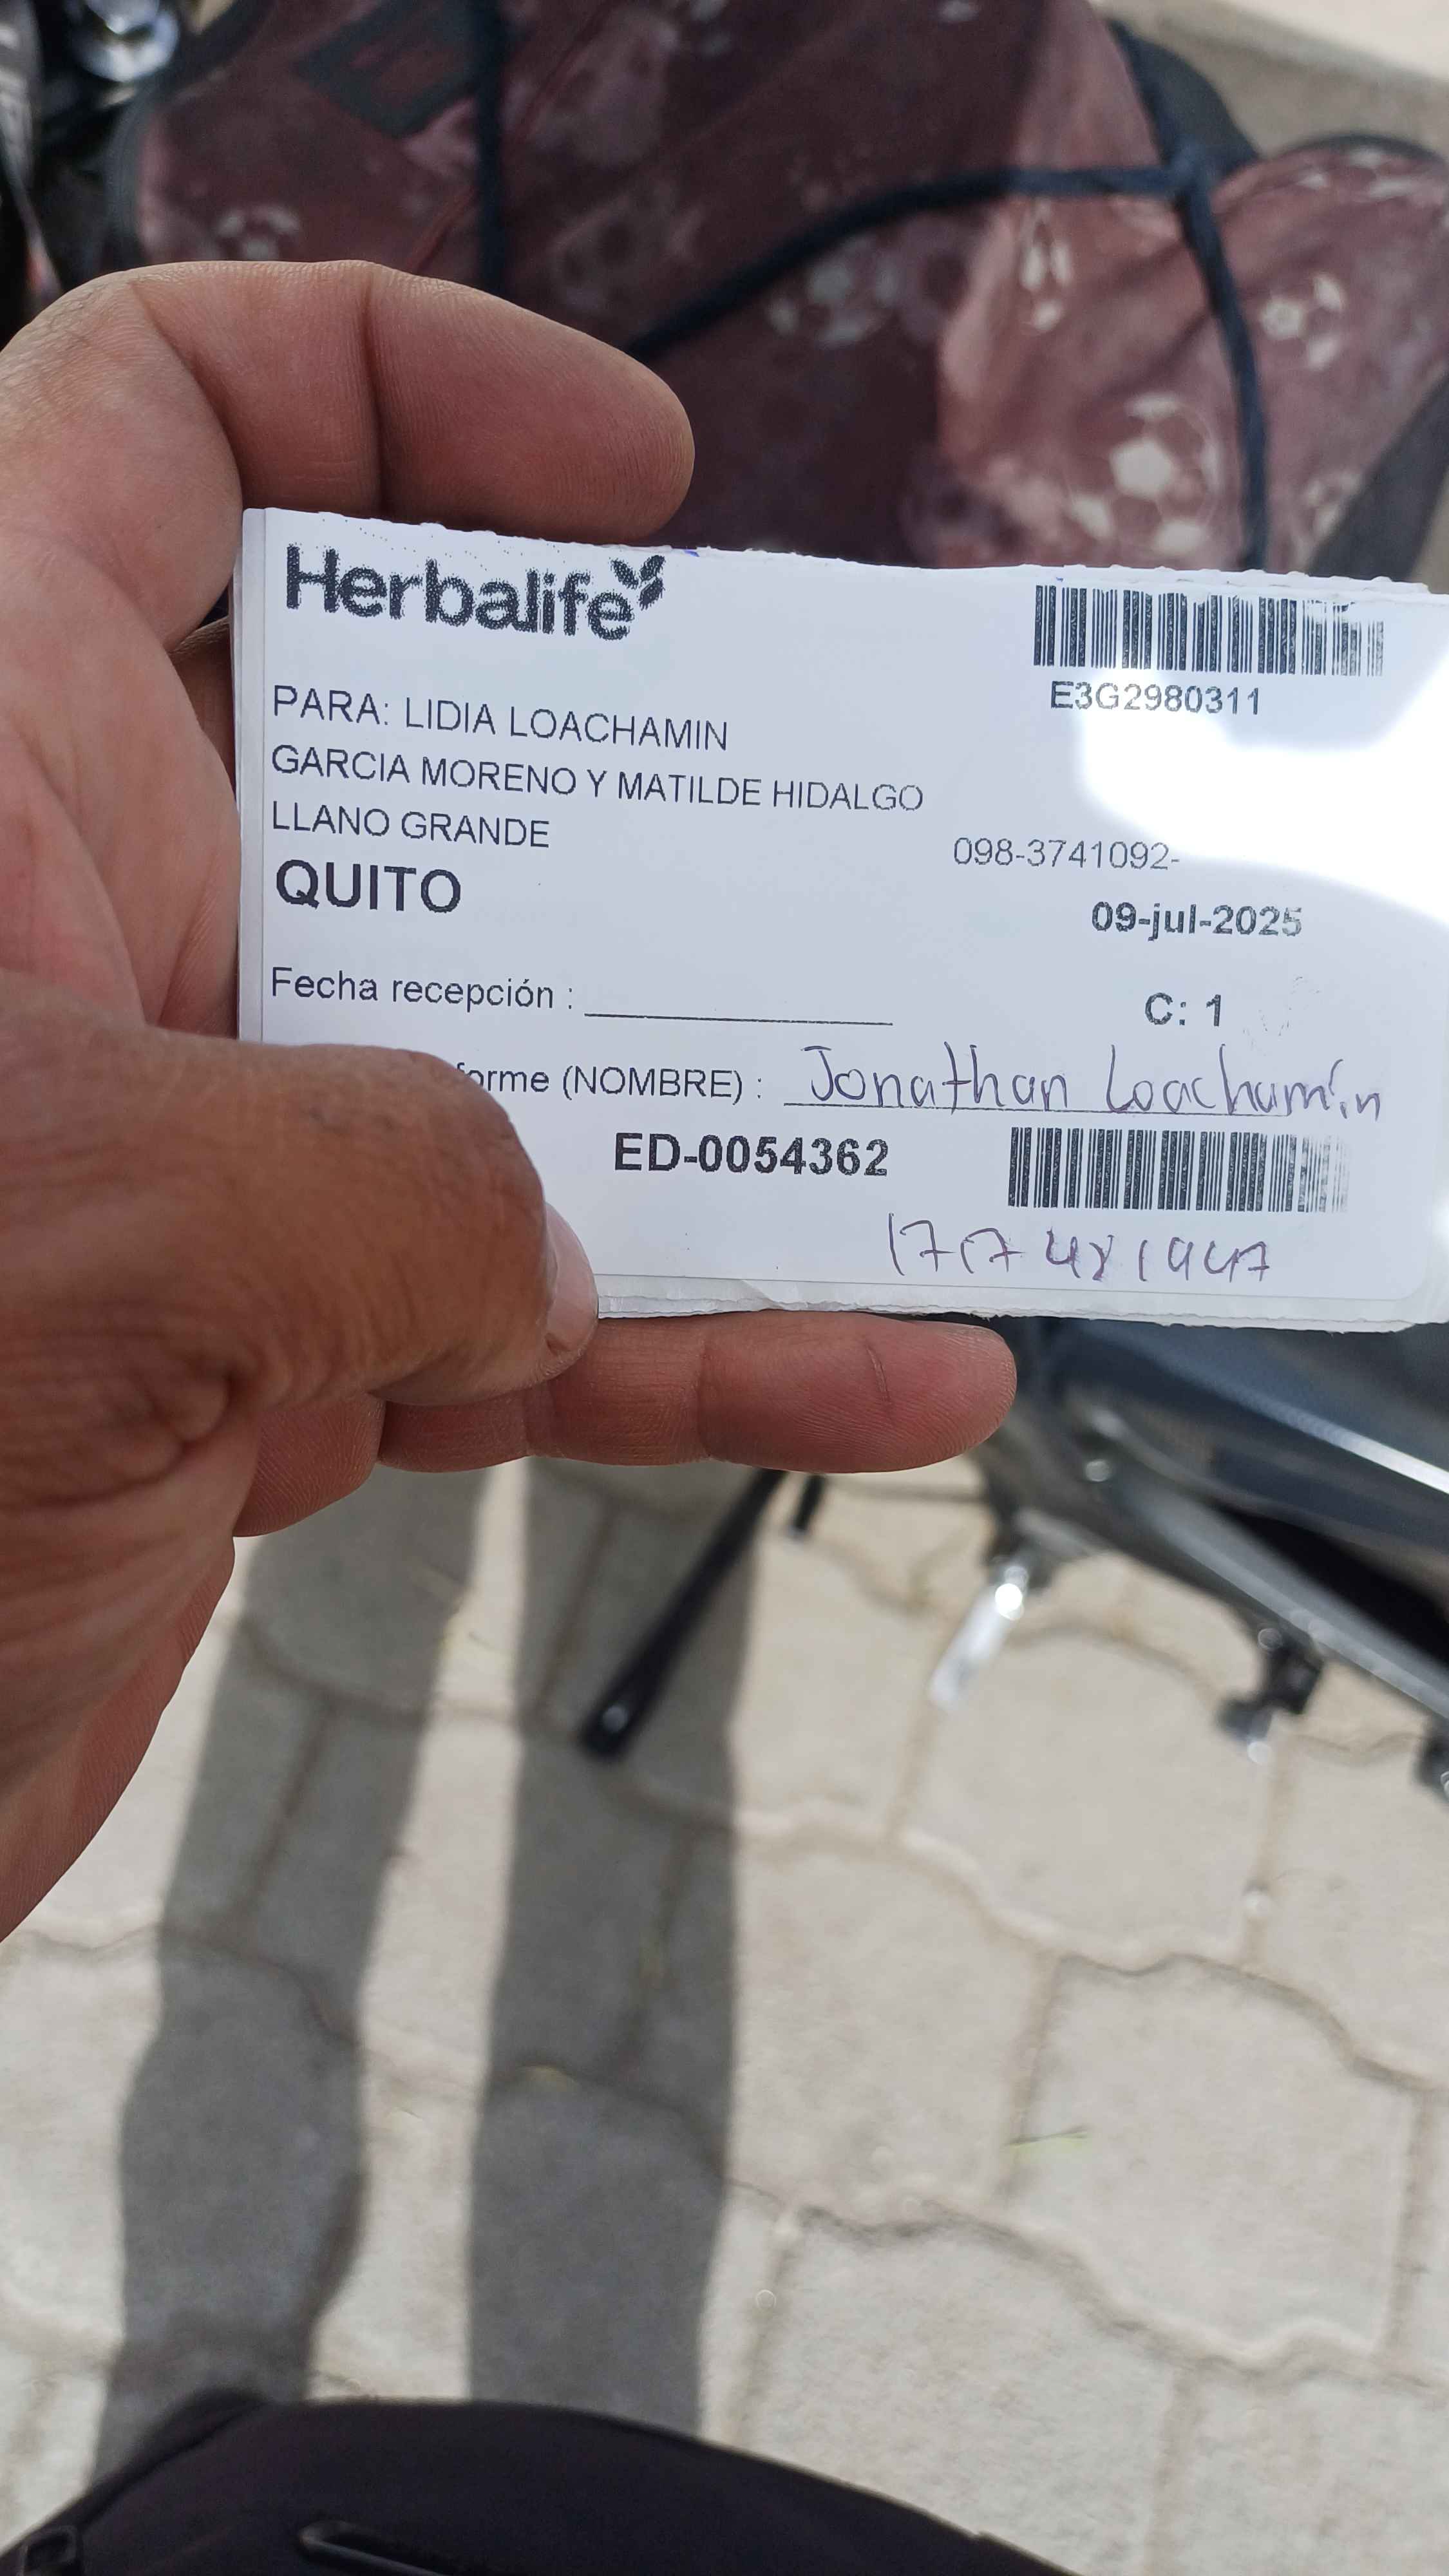 Herbalife
E3G2980311
PARA: LIDIA LOACHAMIN
GARCIA MORENO Y MATILDE HIDALGO
LLANO GRANDE
098-3741092-
QUITO
09-jul-2025
Fecha recepción : 
C: 1
forme (NOMBRE) : Jonathan Loachamín
ED-0054362